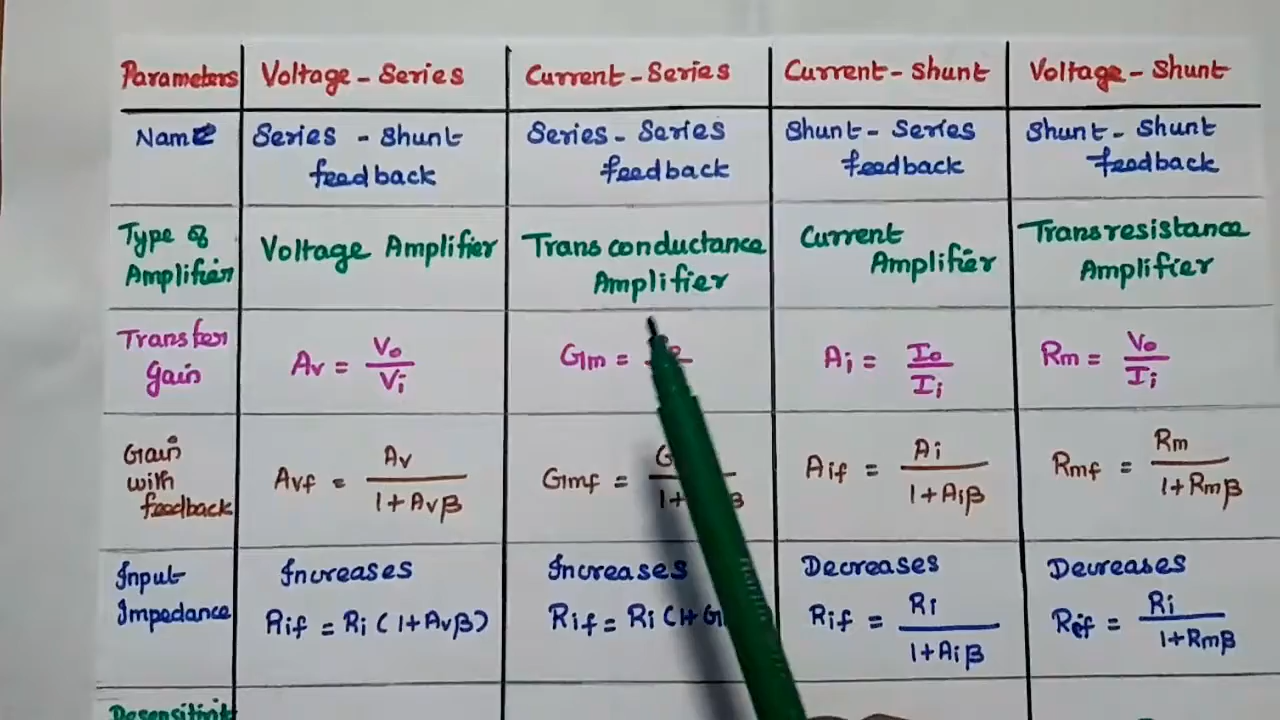 Parameters Voltage - Series Current - Series Current - Shunt Voltage - Shunt
Name Series - Shunt feedback Series - Series feedback Shunt - Series feedback Shunt - Shunt feedback
Type of Amplifier Voltage Amplifier Trans conductance Amplifier Current Amplifier Transresistance Amplifier
Transfer gain Av = Vo/Vi Gm = Ai = Io/Ii Rm = Vo/Ii
Gain with feedback Avf = Av/1+Avβ Gmf = Aif = Ai/1+Aiβ Rmf = Rm/1+Rmβ
Input Impedance Increases Rif = Ri (1+Avβ) Increases Rif = Ri (1+G Decreases Rif = Ri/1+Aiβ Decreases Rif = Ri/1+Rmβ